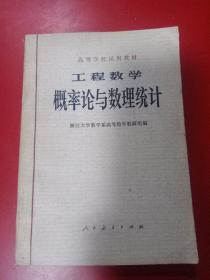 高等学校试用教材
工程数学
概率论与数理统计
浙江大学数学系高等数学教研组编
人民教育出版社